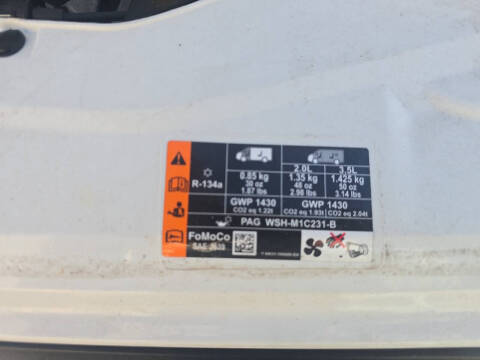 2.0L 3.5L
R-134a 0.85 kg 1.35 kg 1.425 kg
30 oz 48 oz 50 oz
1.87 lbs 2.98 lbs 3.14 lbs
GWP 1430 GWP 1430
CO2 eq 1.22t CO2 eq 1.93t CO2 eq 2.04t
PAG WSH-M1C231-B
FoMoCo
SAE J639